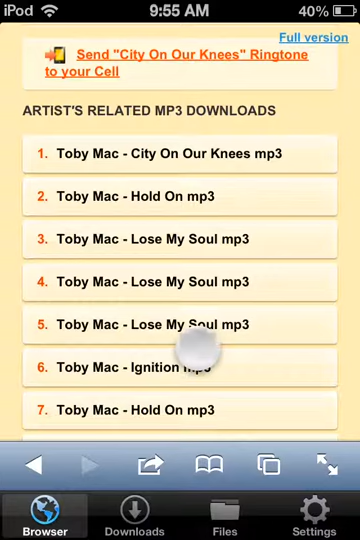 iPod 9:55 AM 40%
Full version
Send "City On Our Knees" Ringtone
to your Cell
ARTIST'S RELATED MP3 DOWNLOADS
1. Toby Mac - City On Our Knees mp3
2. Toby Mac - Hold On mp3
3. Toby Mac - Lose My Soul mp3
4. Toby Mac - Lose My Soul mp3
5. Toby Mac - Lose My Soul mp3
6. Toby Mac - Ignition mp3
7. Toby Mac - Hold On mp3
Browser Downloads Files Settings